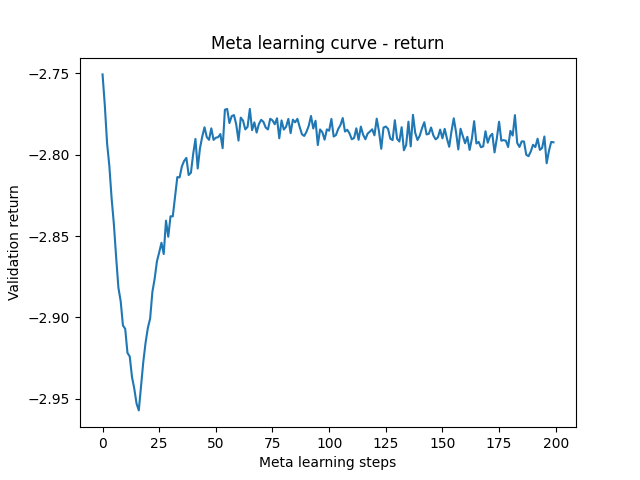 Meta learning curve - return
Validation return
−2.75
−2.80
−2.85
−2.90
−2.95
0 25 50 75 100 125 150 175 200
Meta learning steps